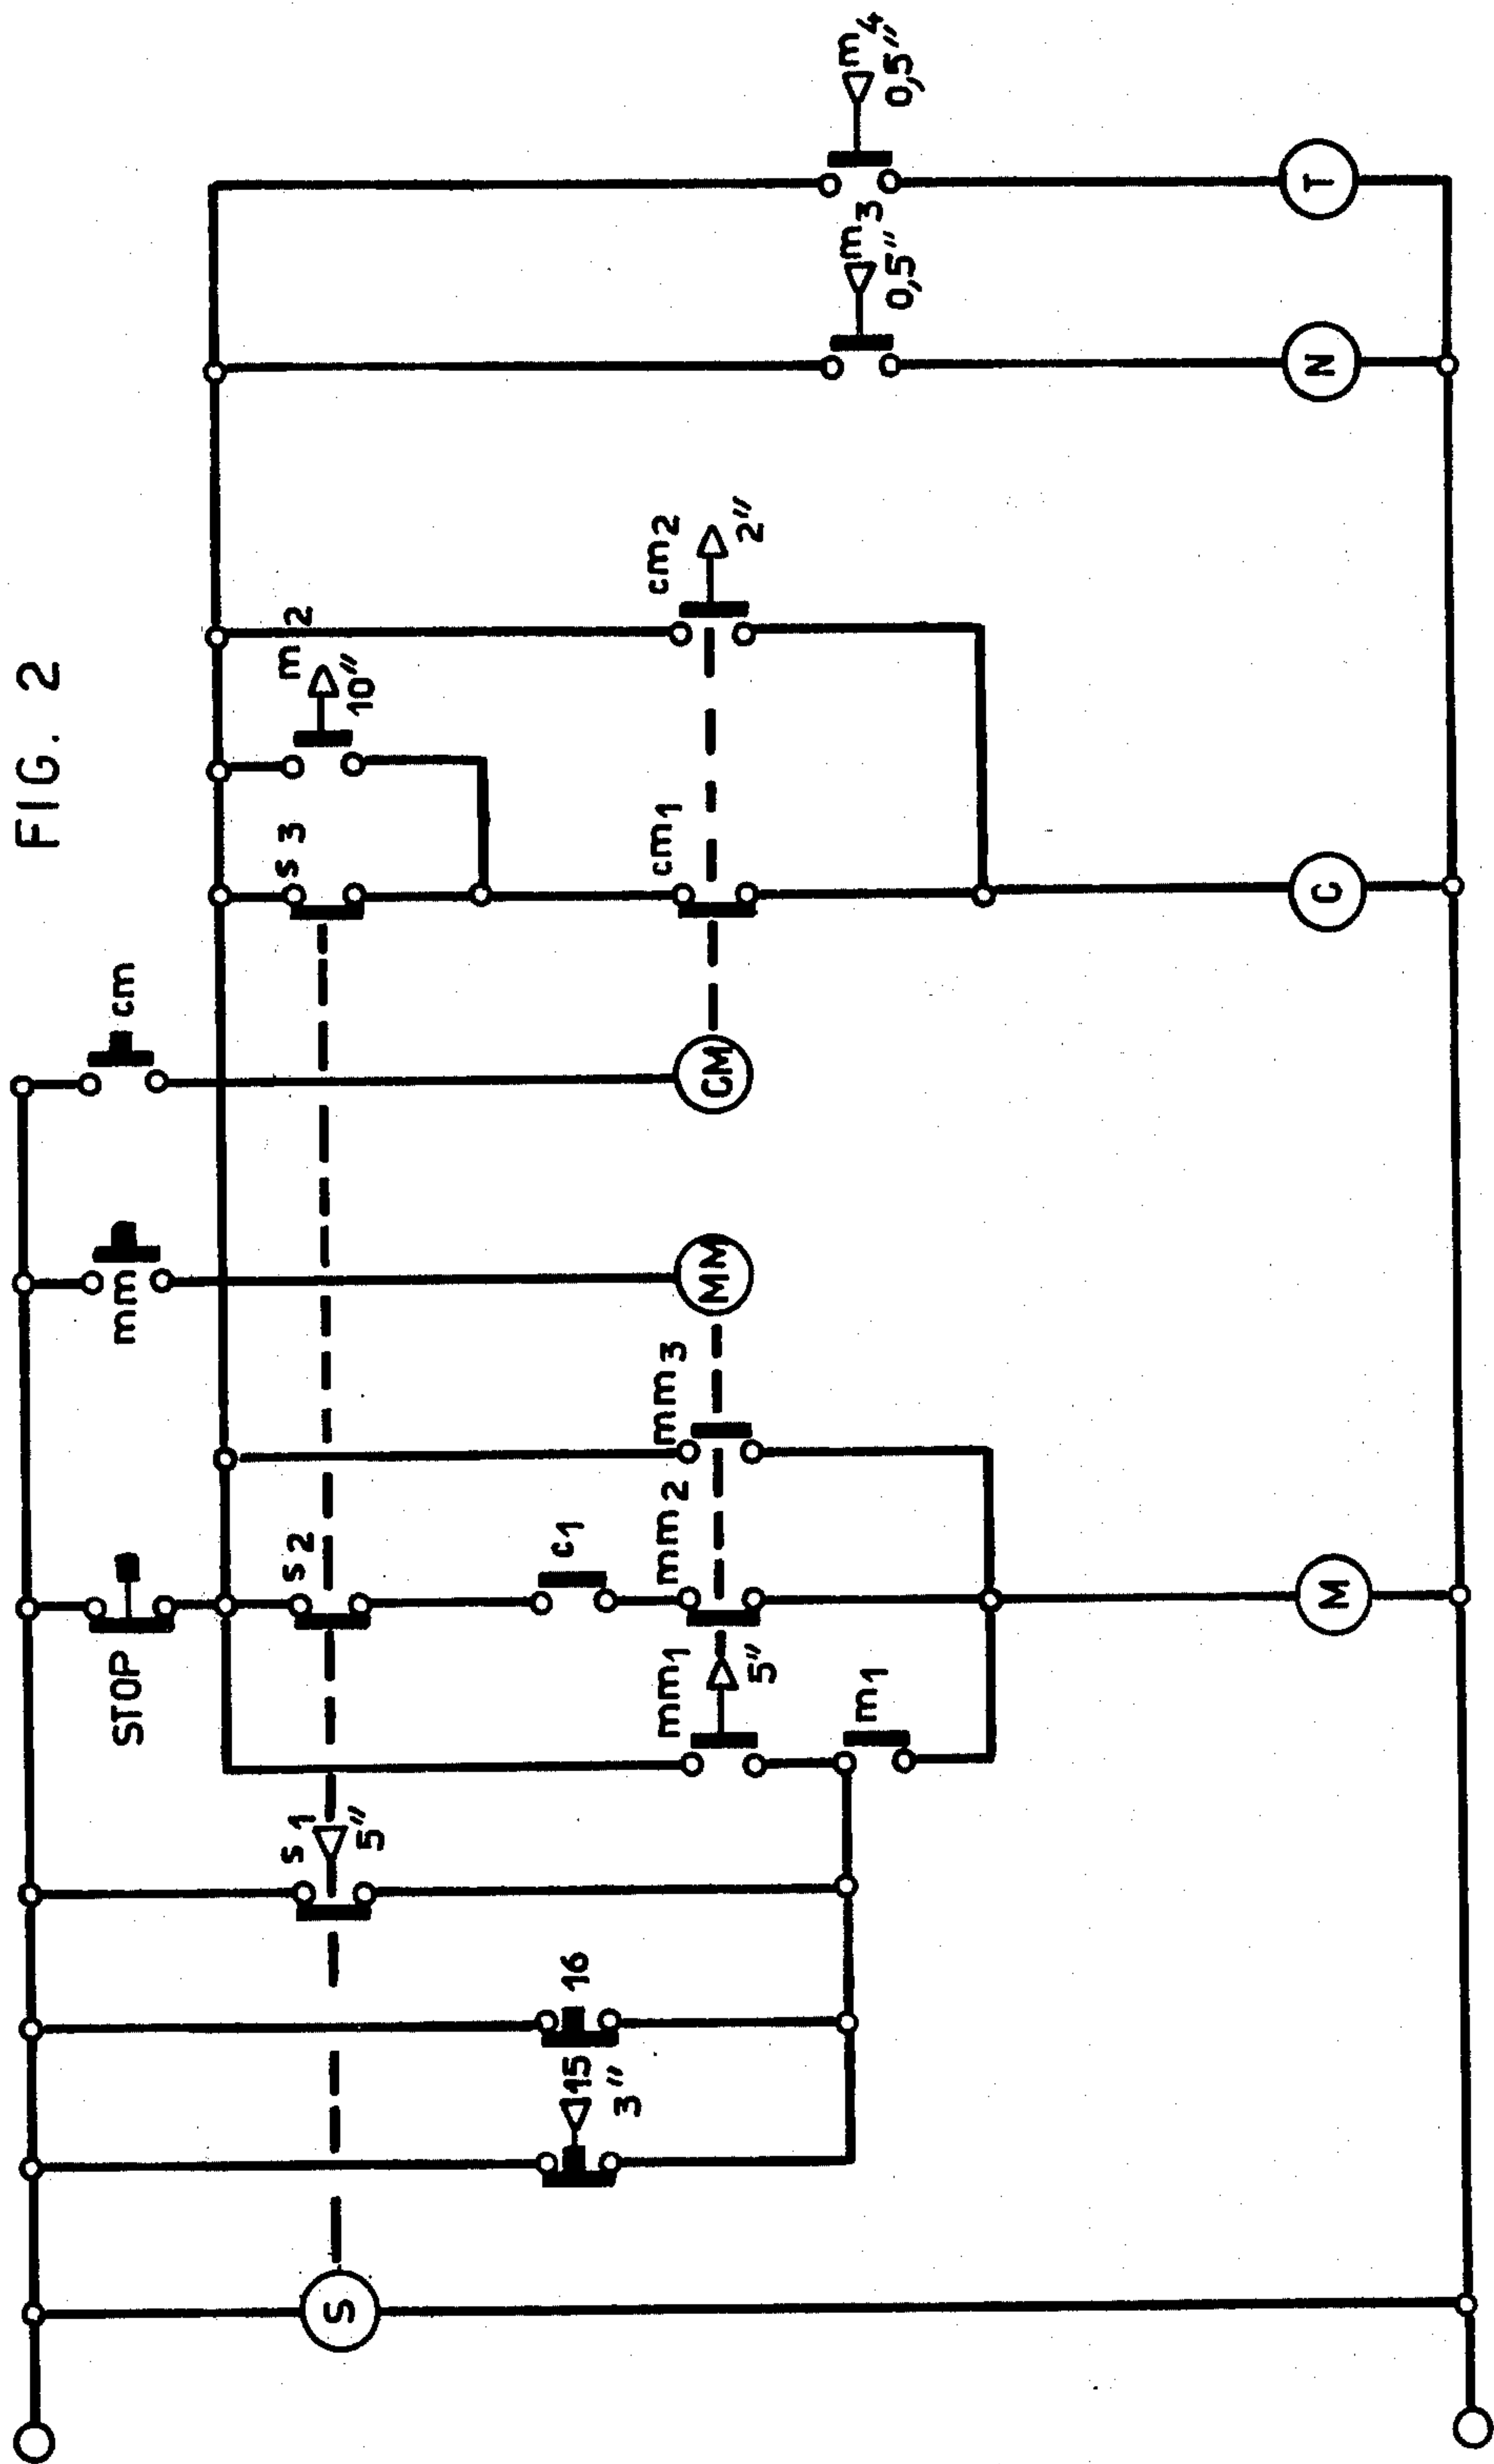 FIG. 2
STOP
mm
cm
S
s1
5″
s2
s3
m2
10″
15
3″
16
c1
mm1
5″
mm2
mm3
MM
CM
cm1
cm2
2″
m1
m3
0,5″
m4
0,5″
M
C
N
T